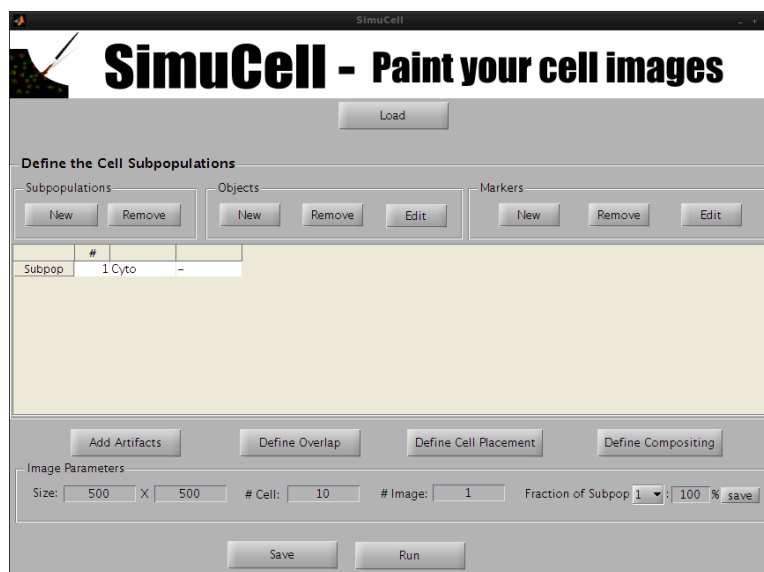 SimuCell
SimuCell - Paint your cell images
Load
Define the Cell Subpopulations
Subpopulations Objects Markers
New Remove New Remove Edit New Remove Edit
#
Subpop 1 Cyto –
Add Artifacts Define Overlap Define Cell Placement Define Compositing
Image Parameters
Size: 500 X 500 # Cell: 10 # Image: 1 Fraction of Subpop 1 : 100 % save
Save Run